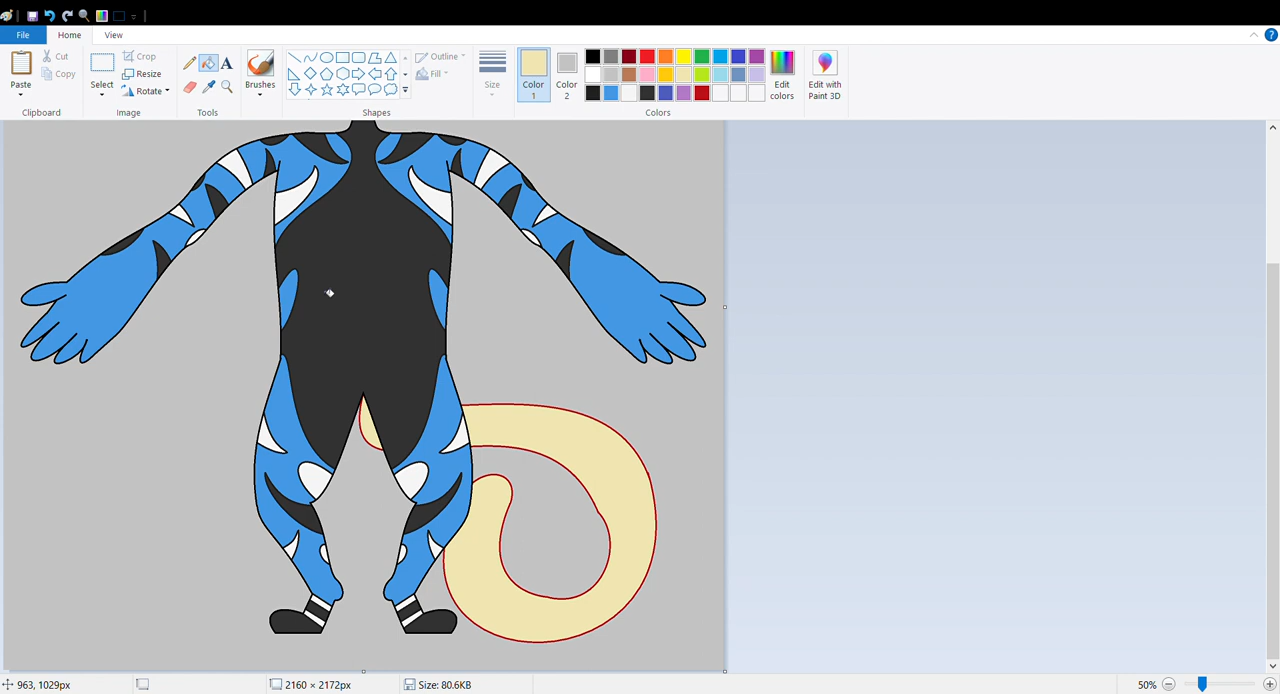 File
Home
View
Paste
Cut
Copy
Clipboard
Select
Crop
Resize
Rotate
Image
A
Tools
Brushes
Outline
Fill
Shapes
Size
Color
1
Color
2
Edit
colors
Colors
Edit with
Paint 3D
?
963, 1029px
2160 × 2172px
Size: 80.6KB
50%